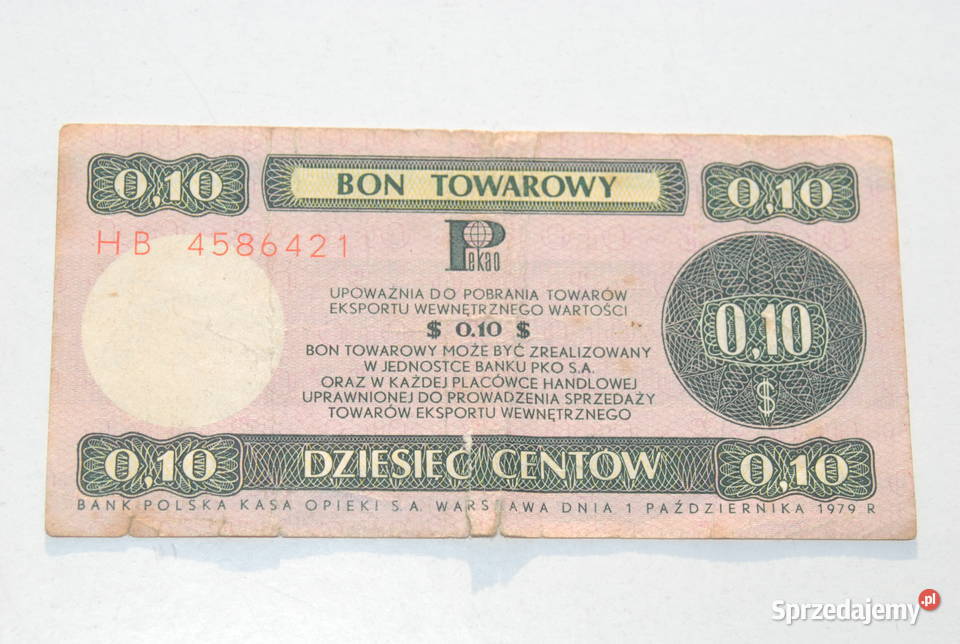 0,10 BON TOWAROWY 0,10
HB 4586421
Pekao
UPOWAŻNIA DO POBRANIA TOWARÓW
EKSPORTU WEWNĘTRZNEGO WARTOŚCI
$ 0.10 $
BON TOWAROWY MOŻE BYĆ ZREALIZOWANY
W JEDNOSTCE BANKU PKO S.A.
ORAZ W KAŻDEJ PLACÓWCE HANDLOWEJ
UPRAWNIONEJ DO PROWADZENIA SPRZEDAŻY
TOWARÓW EKSPORTU WEWNĘTRZNEGO
0,10
$
0,10 DZIESIĘĆ CENTÓW 0,10
BANK POLSKA KASA OPIEKI S.A. WARSZAWA DNIA 1 PAŹDZIERNIKA 1979 R
Sprzedajemy.pl